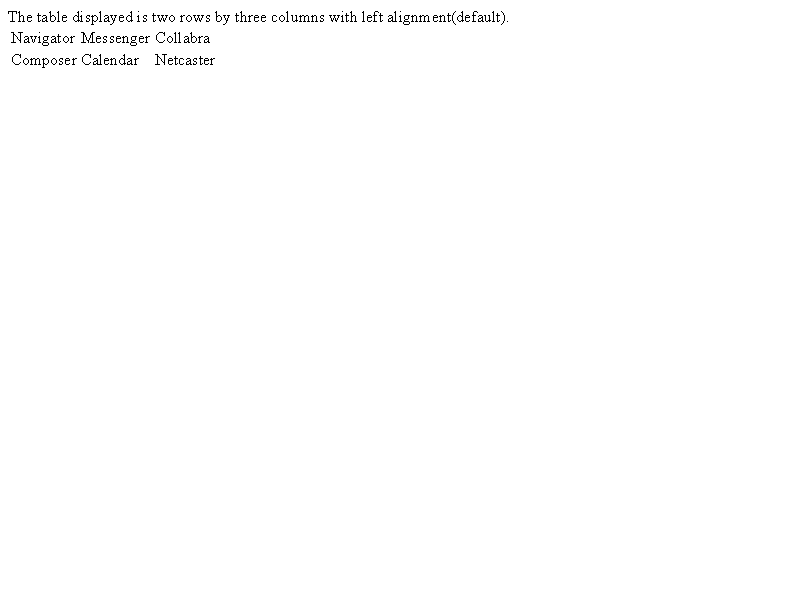 The table displayed is two rows by three columns with left alignment(default).
Navigator Messenger Collabra
Composer Calendar Netcaster